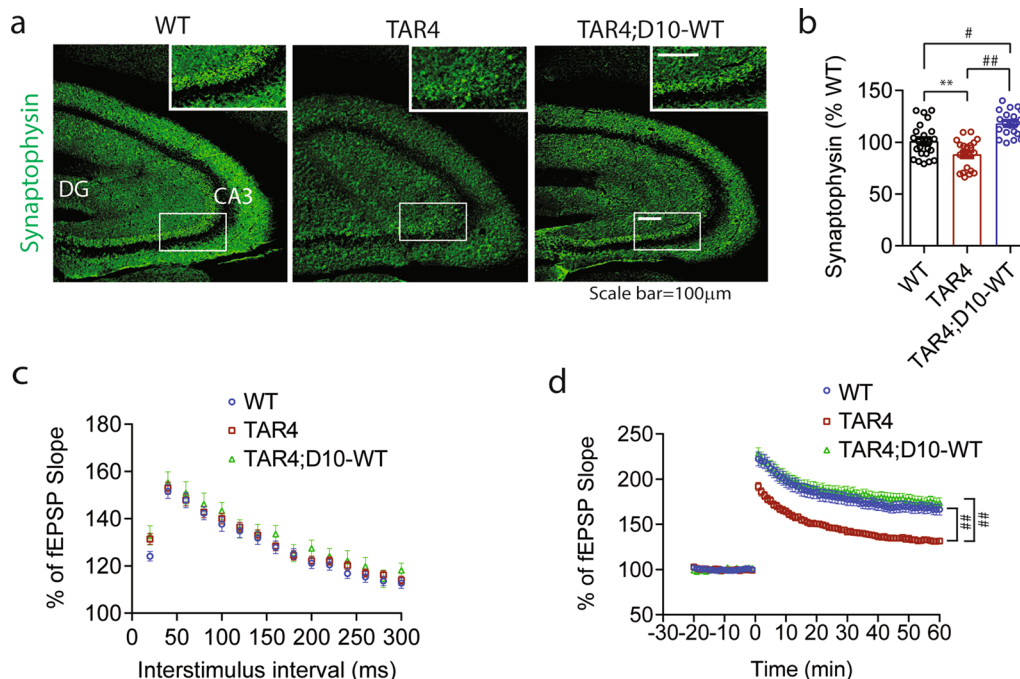 a
WT
TAR4
TAR4;D10-WT
Synaptophysin
DG
CA3
Scale bar=100μm
b
#
##
**
Synaptophysin (% WT)
150
100
50
0
WT
TAR4
TAR4;D10-WT
c
WT
TAR4
TAR4;D10-WT
% of fEPSP Slope
180
160
140
120
100
0 50 100 150 200 250 300
Interstimulus interval (ms)
d
WT
TAR4
TAR4;D10-WT
% of fEPSP Slope
250
200
150
100
50
##
##
-30 -20 -10 0 10 20 30 40 50 60
Time (min)